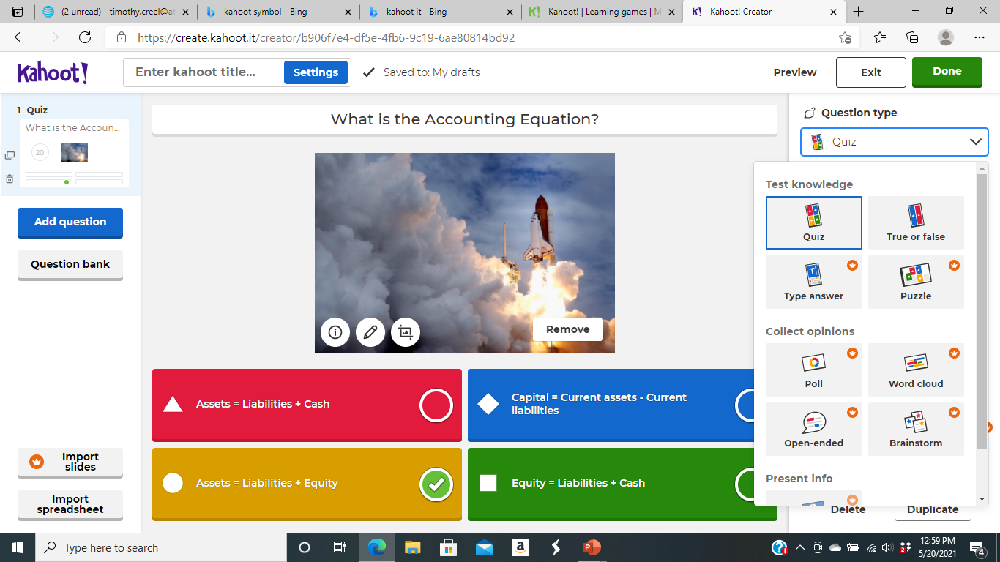 (2 unread) - timothy.creel@at
kahoot symbol - Bing
kahoot it - Bing
Kahoot! | Learning games | M
Kahoot! Creator
https://create.kahoot.it/creator/b906f7e4-df5e-4fb6-9c19-6ae80814bd92
Kahoot!
Enter kahoot title...
Settings
Saved to: My drafts
Preview
Exit
Done
1 Quiz
What is the Accoun...
20
Add question
Question bank
Import
slides
Import
spreadsheet
What is the Accounting Equation?
Remove
Assets = Liabilities + Cash
Capital = Current assets - Current
liabilities
Assets = Liabilities + Equity
Equity = Liabilities + Cash
Question type
Quiz
Test knowledge
Quiz
True or false
Type answer
Puzzle
Collect opinions
Poll
Word cloud
Open-ended
Brainstorm
Present info
Delete
Duplicate
Type here to search
12:59 PM
5/20/2021
4